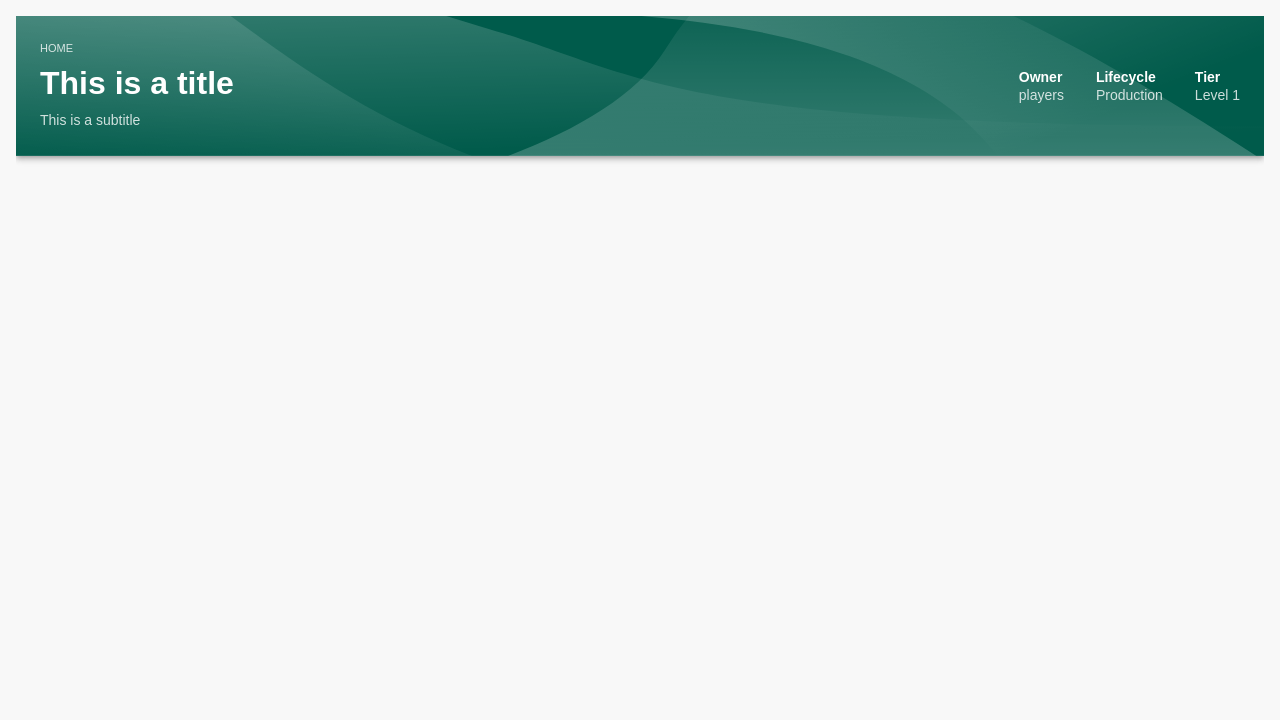 HOME
This is a title
This is a subtitle
Owner
players
Lifecycle
Production
Tier
Level 1